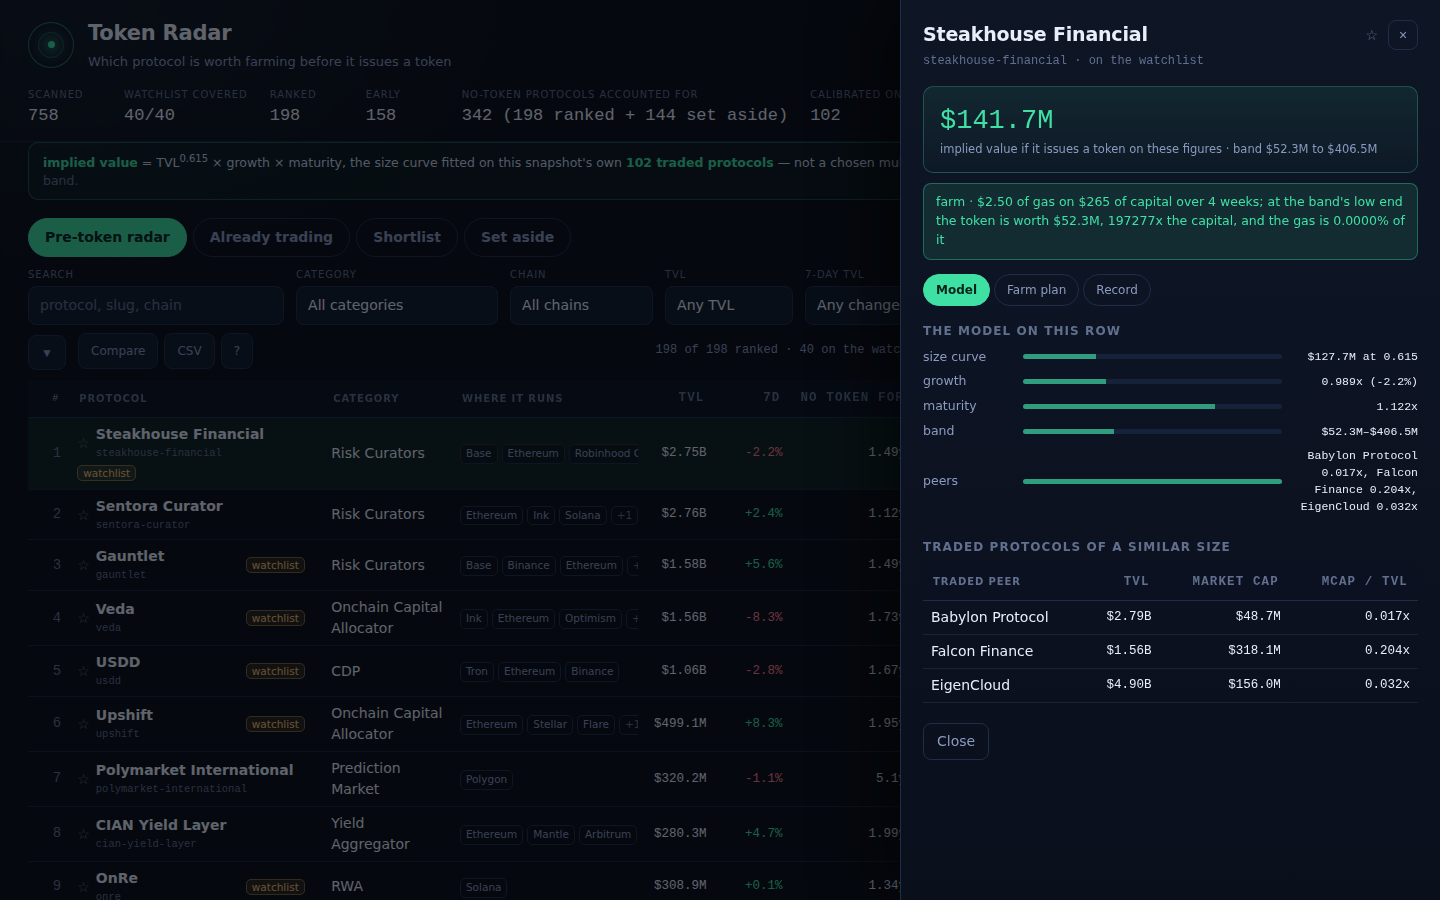 Token Radar
Which protocol is worth farming before it issues a token
SCANNED
758
WATCHLIST COVERED
40/40
RANKED
198
EARLY
158
NO-TOKEN PROTOCOLS ACCOUNTED FOR
342 (198 ranked + 144 set aside)
CALIBRATED ON
102
implied value = TVL0.615 × growth × maturity, the size curve fitted on this snapshot's own 102 traded protocols — not a chosen
band.
Pre-token radar
Already trading
Shortlist
Set aside
SEARCH
protocol, slug, chain
CATEGORY
All categories
CHAIN
All chains
TVL
Any TVL
7-DAY TVL
Any change
▼
Compare
CSV
?
198 of 198 ranked · 40 on the
# PROTOCOL CATEGORY WHERE IT RUNS TVL 7D NO TOKEN FOR
1 ☆ Steakhouse Financial Risk Curators Base Ethereum Robinhood $2.75B -2.2%
steakhouse-financial
watchlist
2 ☆ Sentora Curator Risk Curators Ethereum Ink Solana +1 $2.76B +2.4%
sentora-curator
3 ☆ Gauntlet watchlist Risk Curators Base Binance Ethereum $1.58B +5.6%
gauntlet
4 ☆ Veda watchlist Onchain Capital Allocator Ink Ethereum Optimism $1.56B -8.3%
veda
5 ☆ USDD watchlist CDP Tron Ethereum Binance $1.06B -2.8%
usdd
6 ☆ Upshift watchlist Onchain Capital Allocator Ethereum Stellar Flare $499.1M +8.3%
upshift
7 ☆ Polymarket International Prediction Market Polygon $320.2M -1.1%
polymarket-international
8 ☆ CIAN Yield Layer Yield Aggregator Ethereum Mantle Arbitrum $280.3M +4.7%
cian-yield-layer
9 ☆ OnRe watchlist RWA Solana $308.9M +0.1%
onre
Steakhouse Financial
☆ ×
steakhouse-financial · on the watchlist
$141.7M
implied value if it issues a token on these figures · band $52.3M to $406.5M
farm · $2.50 of gas on $265 of capital over 4 weeks; at the band's low end
the token is worth $52.3M, 197277x the capital, and the gas is 0.0000% of
it
Model
Farm plan
Record
THE MODEL ON THIS ROW
size curve $127.7M at 0.615
growth 0.989x (-2.2%)
maturity 1.122x
band $52.3M–$406.5M
peers Babylon Protocol
0.017x, Falcon
Finance 0.204x,
EigenCloud 0.032x
TRADED PROTOCOLS OF A SIMILAR SIZE
TRADED PEER TVL MARKET CAP MCAP / TVL
Babylon Protocol $2.79B $48.7M 0.017x
Falcon Finance $1.56B $318.1M 0.204x
EigenCloud $4.90B $156.0M 0.032x
Close